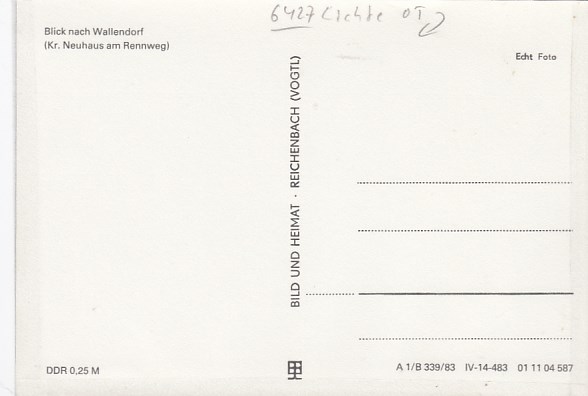 6427 Lichte OT
Blick nach Wallendorf
(Kr. Neuhaus am Rennweg)
Echt Foto
BILD UND HEIMAT · REICHENBACH (VOGTL)
DDR 0,25 M
A 1/B 339/83 IV-14-483 01 11 04 587